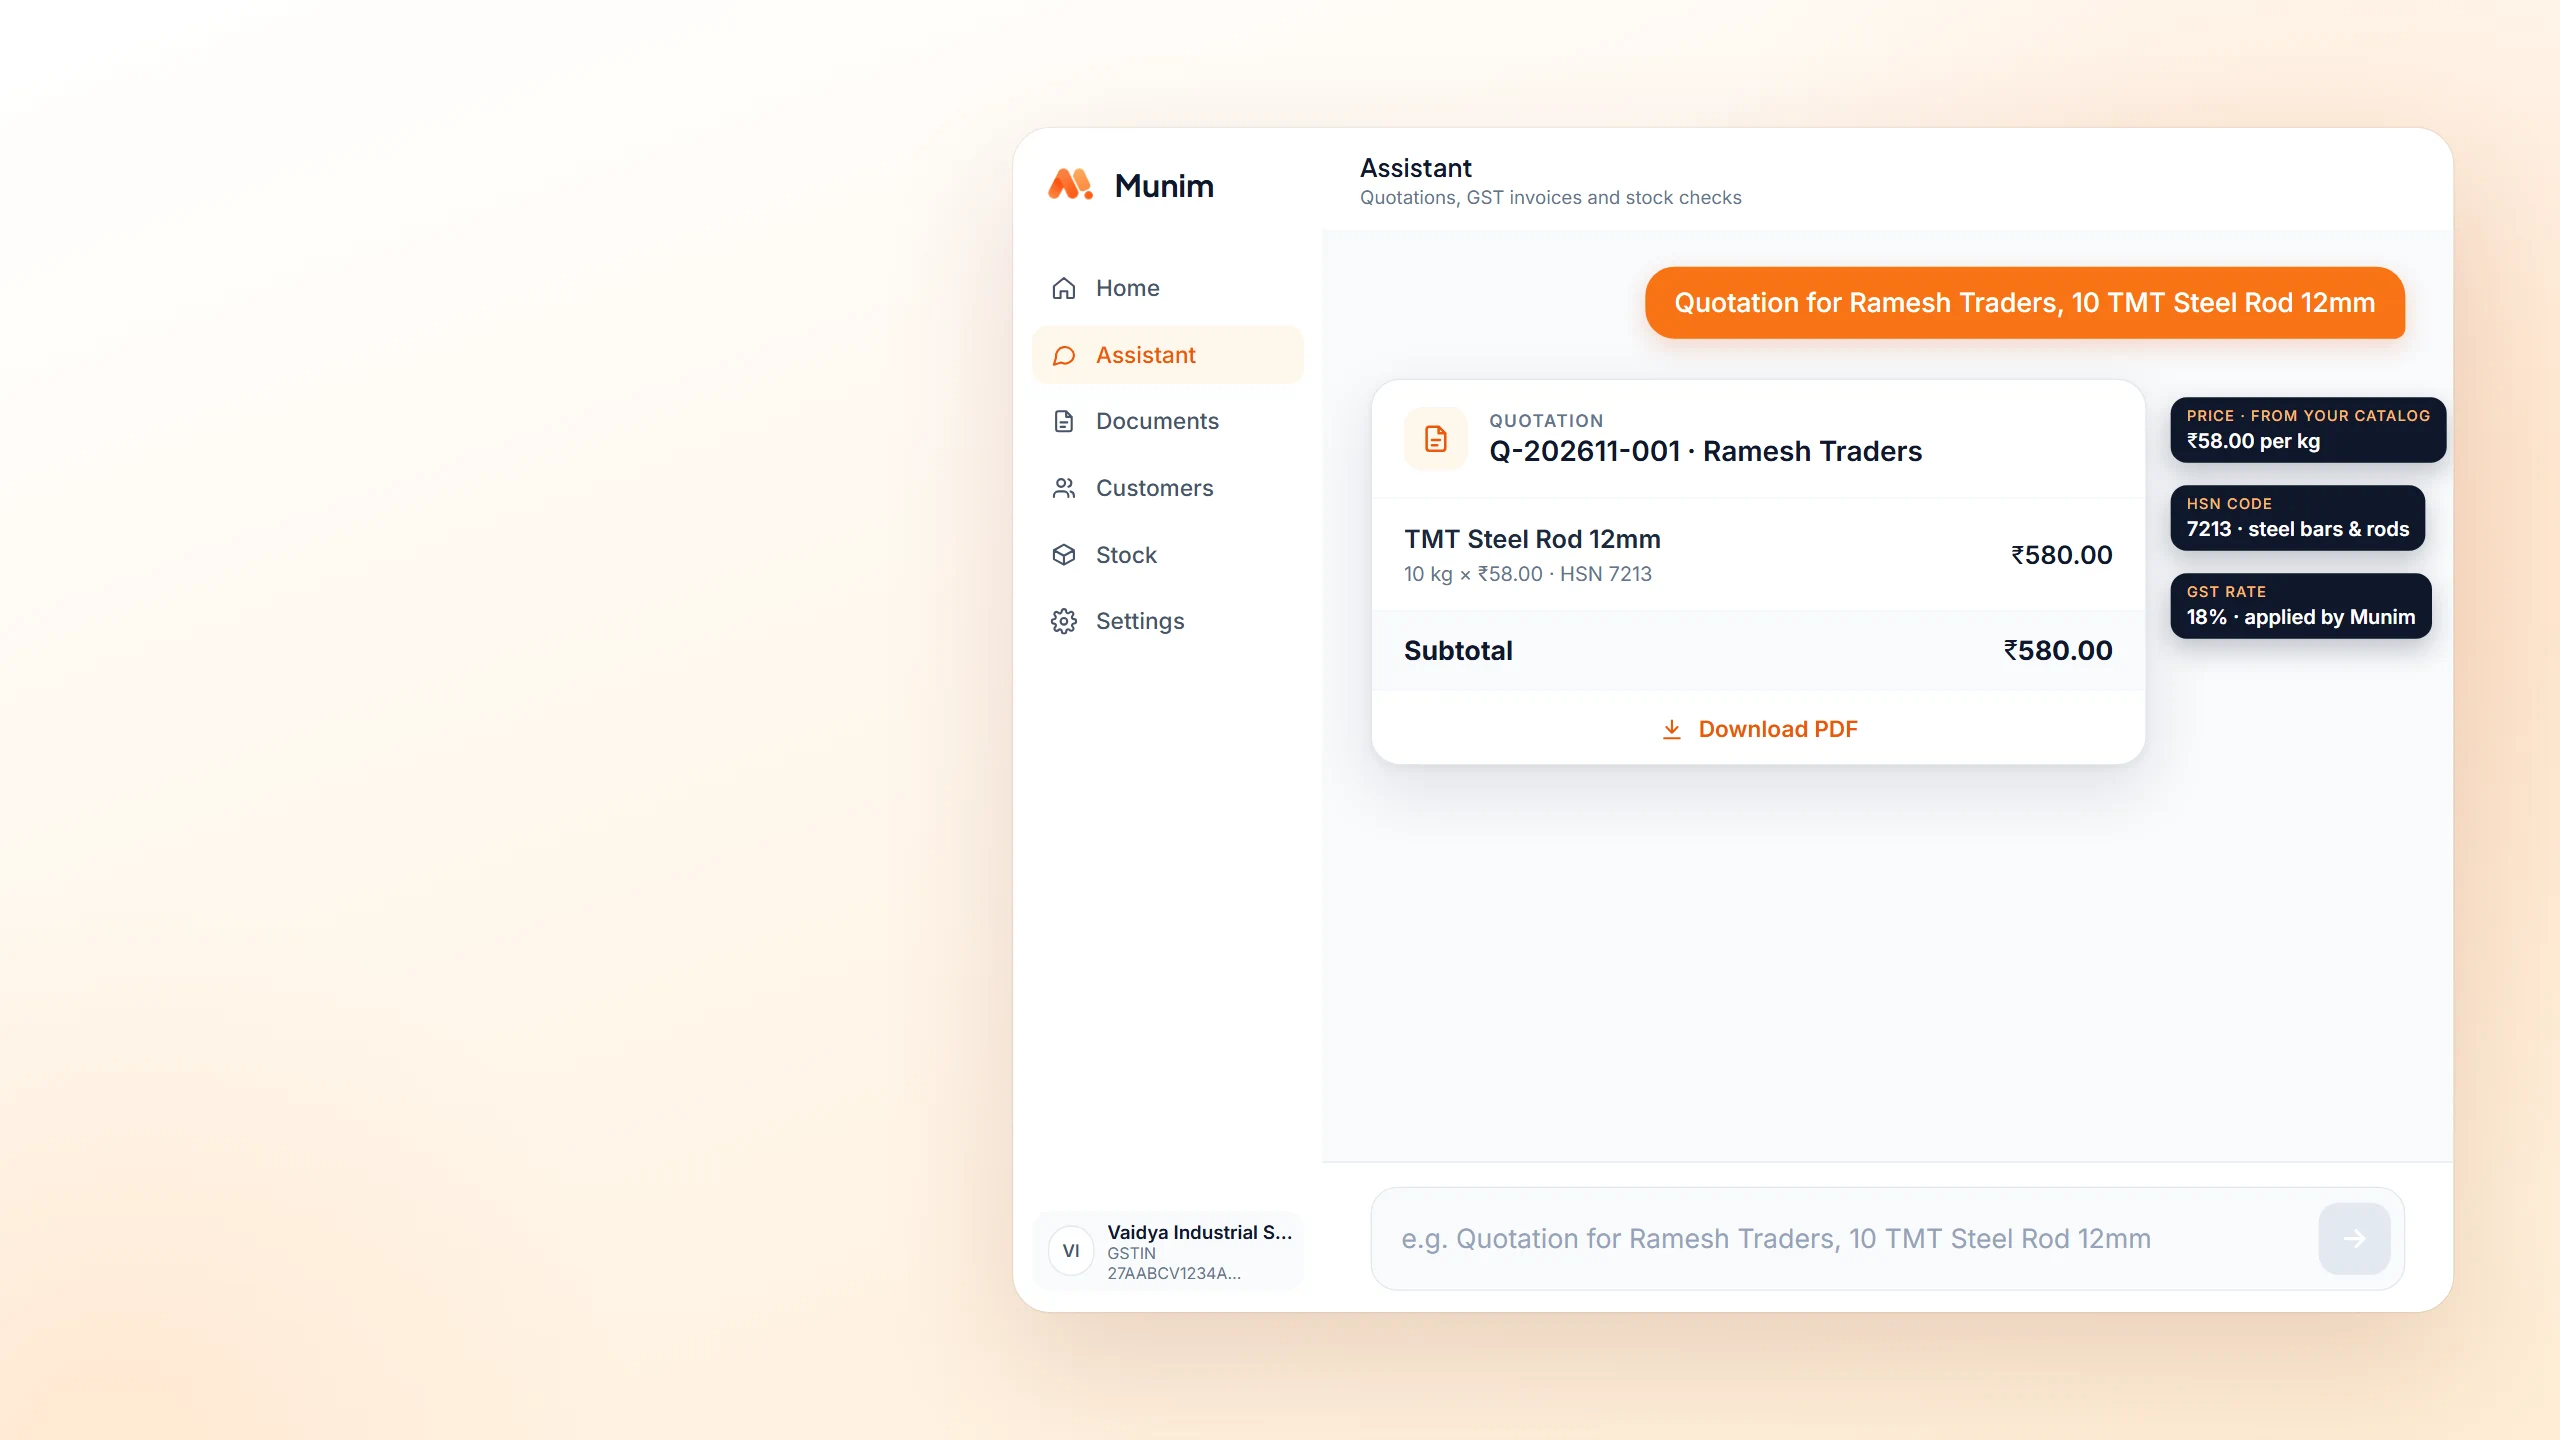 Munim
Home
Assistant
Documents
Customers
Stock
Settings
VI
Vaidya Industrial S...
GSTIN
27AABCV1234A...
Assistant
Quotations, GST invoices and stock checks
Quotation for Ramesh Traders, 10 TMT Steel Rod 12mm
QUOTATION
Q-202611-001 · Ramesh Traders
TMT Steel Rod 12mm
10 kg × ₹58.00 · HSN 7213
₹580.00
Subtotal
₹580.00
Download PDF
PRICE · FROM YOUR CATALOG
₹58.00 per kg
HSN CODE
7213 · steel bars & rods
GST RATE
18% · applied by Munim
e.g. Quotation for Ramesh Traders, 10 TMT Steel Rod 12mm